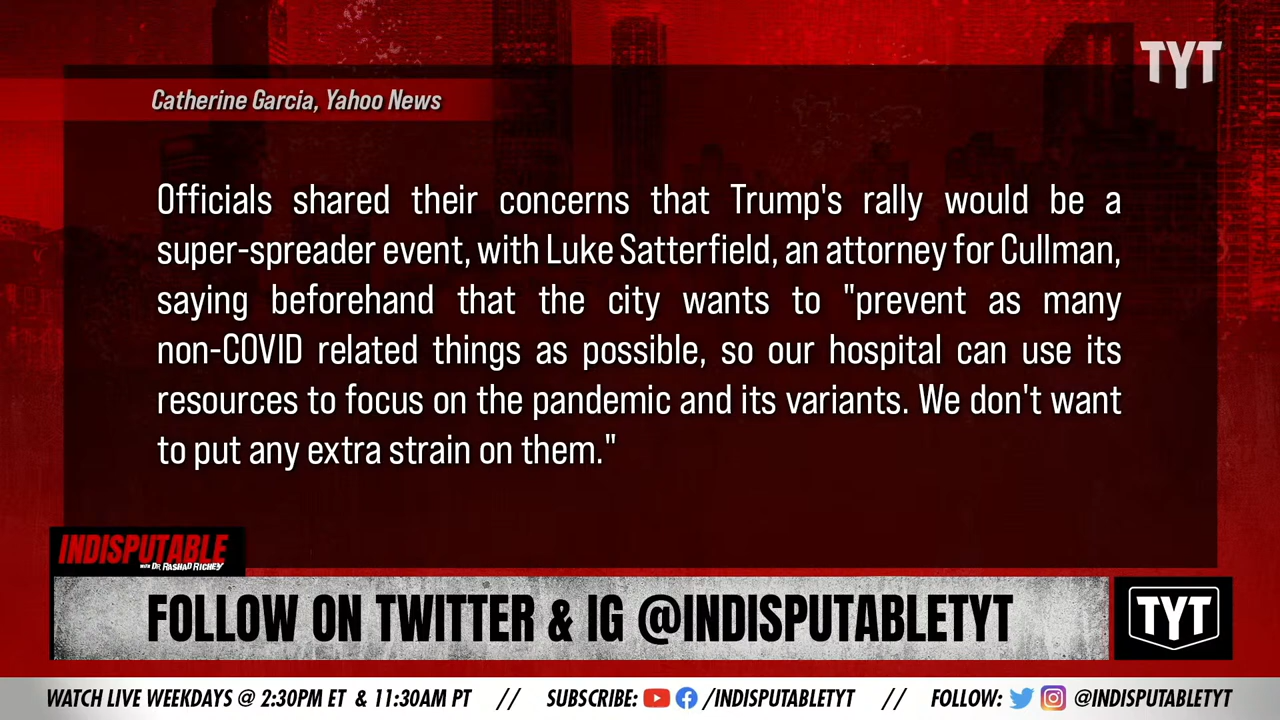 TYT
Catherine Garcia, Yahoo News
Officials shared their concerns that Trump's rally would be a
super-spreader event, with Luke Satterfield, an attorney for Cullman,
saying beforehand that the city wants to "prevent as many
non-COVID related things as possible, so our hospital can use its
resources to focus on the pandemic and its variants. We don't want
to put any extra strain on them."
INDISPUTABLE
WITH DR. RASHAD RICHEY
FOLLOW ON TWITTER & IG @INDISPUTABLETYT
TYT
WATCH LIVE WEEKDAYS @ 2:30PM ET & 11:30AM PT // SUBSCRIBE: /INDISPUTABLETYT // FOLLOW: @INDISPUTABLETYT